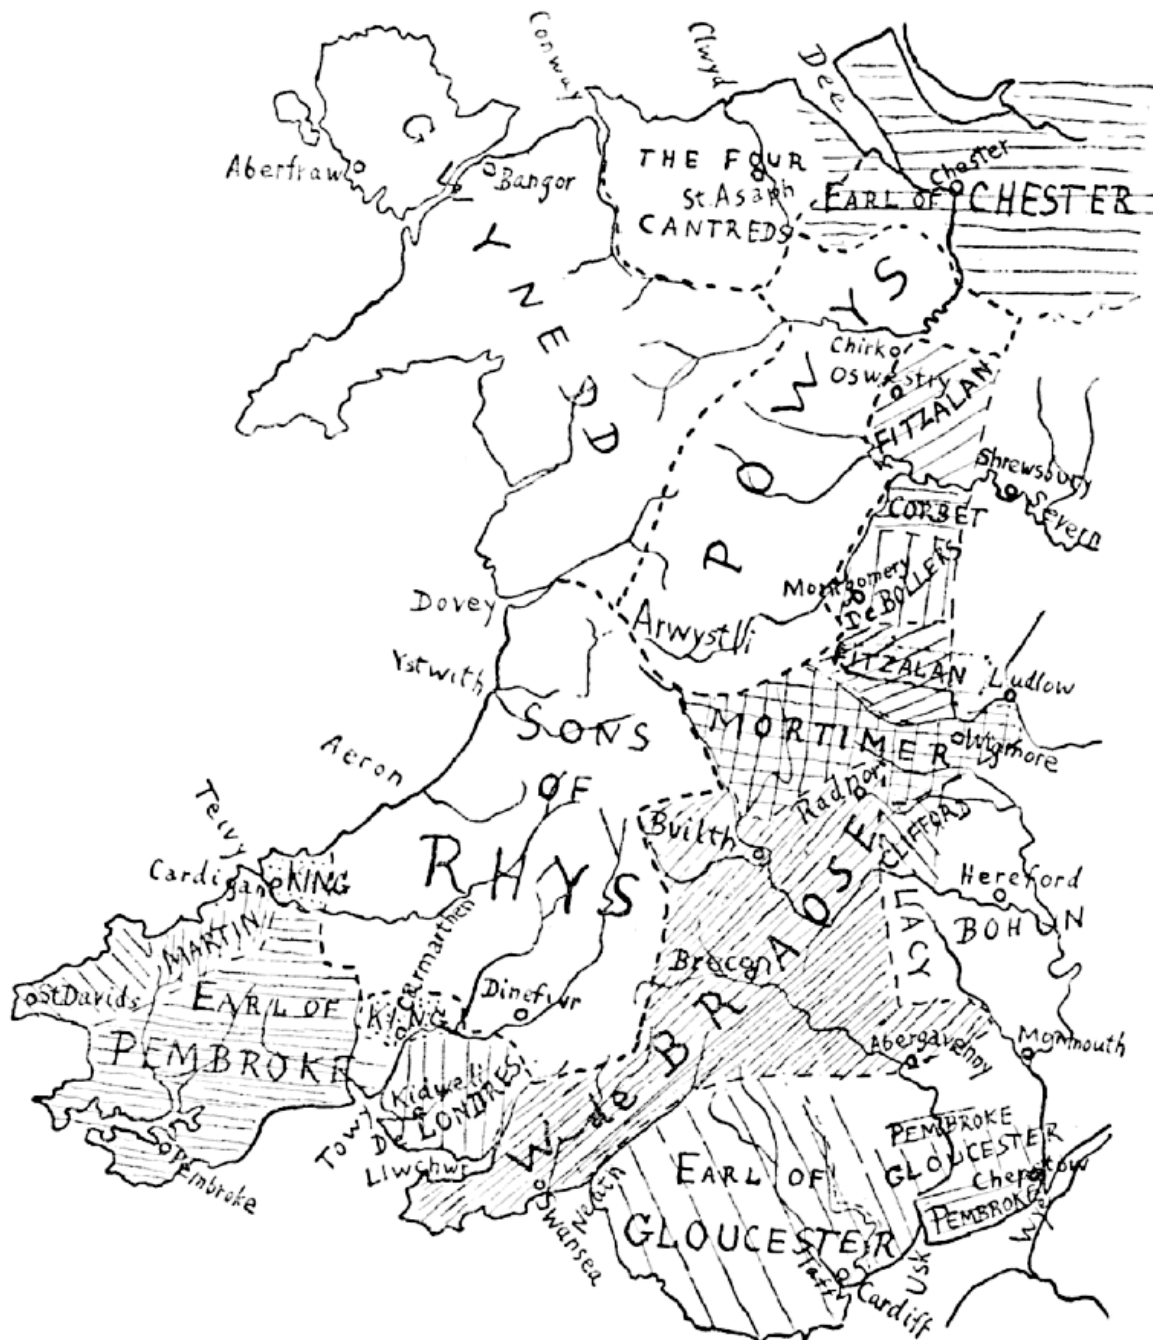 Conway
Clwyd
Dee
Aberffraw
Bangor
GWYNEDD
THE FOUR
St. Asaph
CANTREDS
Chester
EARL OF CHESTER
POWYS
Chirk
Oswestry
FITZALAN
Shrewsbury
Severn
CORBET
Montgomery
De BOLLERS
Dovey
Arwystli
FITZALAN
Ludlow
Ystwith
SONS
OF
RHYS
MORTIMER
Wigmore
Aeron
Radnor
CLIFFORD
Teivy
Builth
Cardigan
KING
Hereford
LACY
BOHUN
MARTIN
Carmarthen
Brecon
St Davids
EARL OF
PEMBROKE
KING
Dinefwr
W. de BRAOSE
Abergavenny
Monmouth
Kidweli
De LONDRES
Towy
Llwchwr
Pembroke
Swansea
Neath
EARL OF
GLOUCESTER
PEMBROKE
GLOUCESTER
Chepstow
PEMBROKE
Wye
Usk
Taff
Cardiff